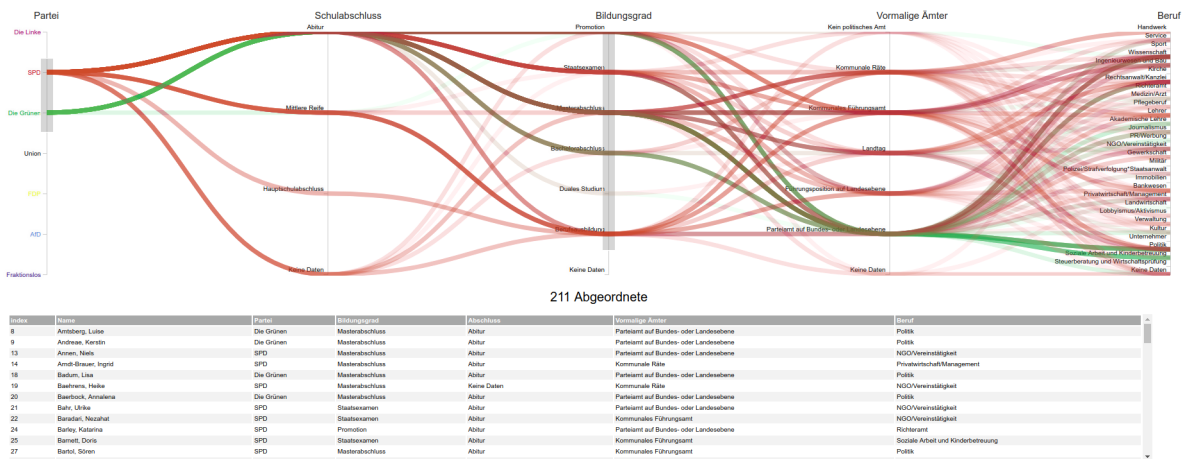 Partei Schulabschluss Bildungsgrad Vormalige Ämter Beruf
Die Linke
SPD
Die Grünen
Union
FDP
AfD
Fraktionslos
Abitur
Mittlere Reife
Hauptschulabschluss
Keine Daten
Promotion
Staatsexamen
Masterabschluss
Bachelorabschluss
Duales Studium
Berufsausbildung
Keine Daten
Kein politisches Amt
Kommunale Räte
Kommunales Führungsamt
Landtag
Führungsposition auf Landesebene
Parteiamt auf Bundes- oder Landesebene
Keine Daten
Handwerk
Service
Sport
Wissenschaft
Ingenieurwesen und Bau
Kirche
Rechtsanwalt/Kanzlei
Richteramt
Medizin/Arzt
Pflegeberuf
Lehrer
Akademische Lehre
Journalismus
PR/Werbung
NGO/Vereinstätigkeit
Gewerkschaft
Militär
Polizei/Strafverfolgung*Staatsanwalt
Immobilien
Bankwesen
Privatwirtschaft/Management
Landwirtschaft
Lobbyismus/Aktivismus
Verwaltung
Kultur
Unternehmer
Politik
Soziale Arbeit und Kinderbetreuung
Steuerberatung und Wirtschaftsprüfung
Keine Daten
211 Abgeordnete
Index Name Partei Bildungsgrad Abschluss Vormalige Ämter Beruf
8 Amtsberg, Luise Die Grünen Masterabschluss Abitur Parteiamt auf Bundes- oder Landesebene Politik
9 Andreae, Kerstin Die Grünen Masterabschluss Abitur Parteiamt auf Bundes- oder Landesebene Politik
13 Annen, Niels SPD Masterabschluss Abitur Parteiamt auf Bundes- oder Landesebene NGO/Vereinstätigkeit
14 Arndt-Brauer, Ingrid SPD Masterabschluss Abitur Kommunale Räte Privatwirtschaft/Management
18 Badum, Lisa Die Grünen Masterabschluss Abitur Parteiamt auf Bundes- oder Landesebene Politik
19 Baehrens, Heike SPD Masterabschluss Keine Daten Kommunale Räte NGO/Vereinstätigkeit
20 Baerbock, Annalena Die Grünen Masterabschluss Abitur Parteiamt auf Bundes- oder Landesebene Politik
21 Bahr, Ulrike SPD Staatsexamen Abitur Parteiamt auf Bundes- oder Landesebene NGO/Vereinstätigkeit
22 Baradari, Nezahat SPD Staatsexamen Abitur Kommunales Führungsamt NGO/Vereinstätigkeit
24 Barley, Katarina SPD Promotion Abitur Parteiamt auf Bundes- oder Landesebene Richteramt
25 Barnett, Doris SPD Staatsexamen Abitur Kommunales Führungsamt Soziale Arbeit und Kinderbetreuung
27 Bartol, Sören SPD Masterabschluss Abitur Kommunales Führungsamt Politik